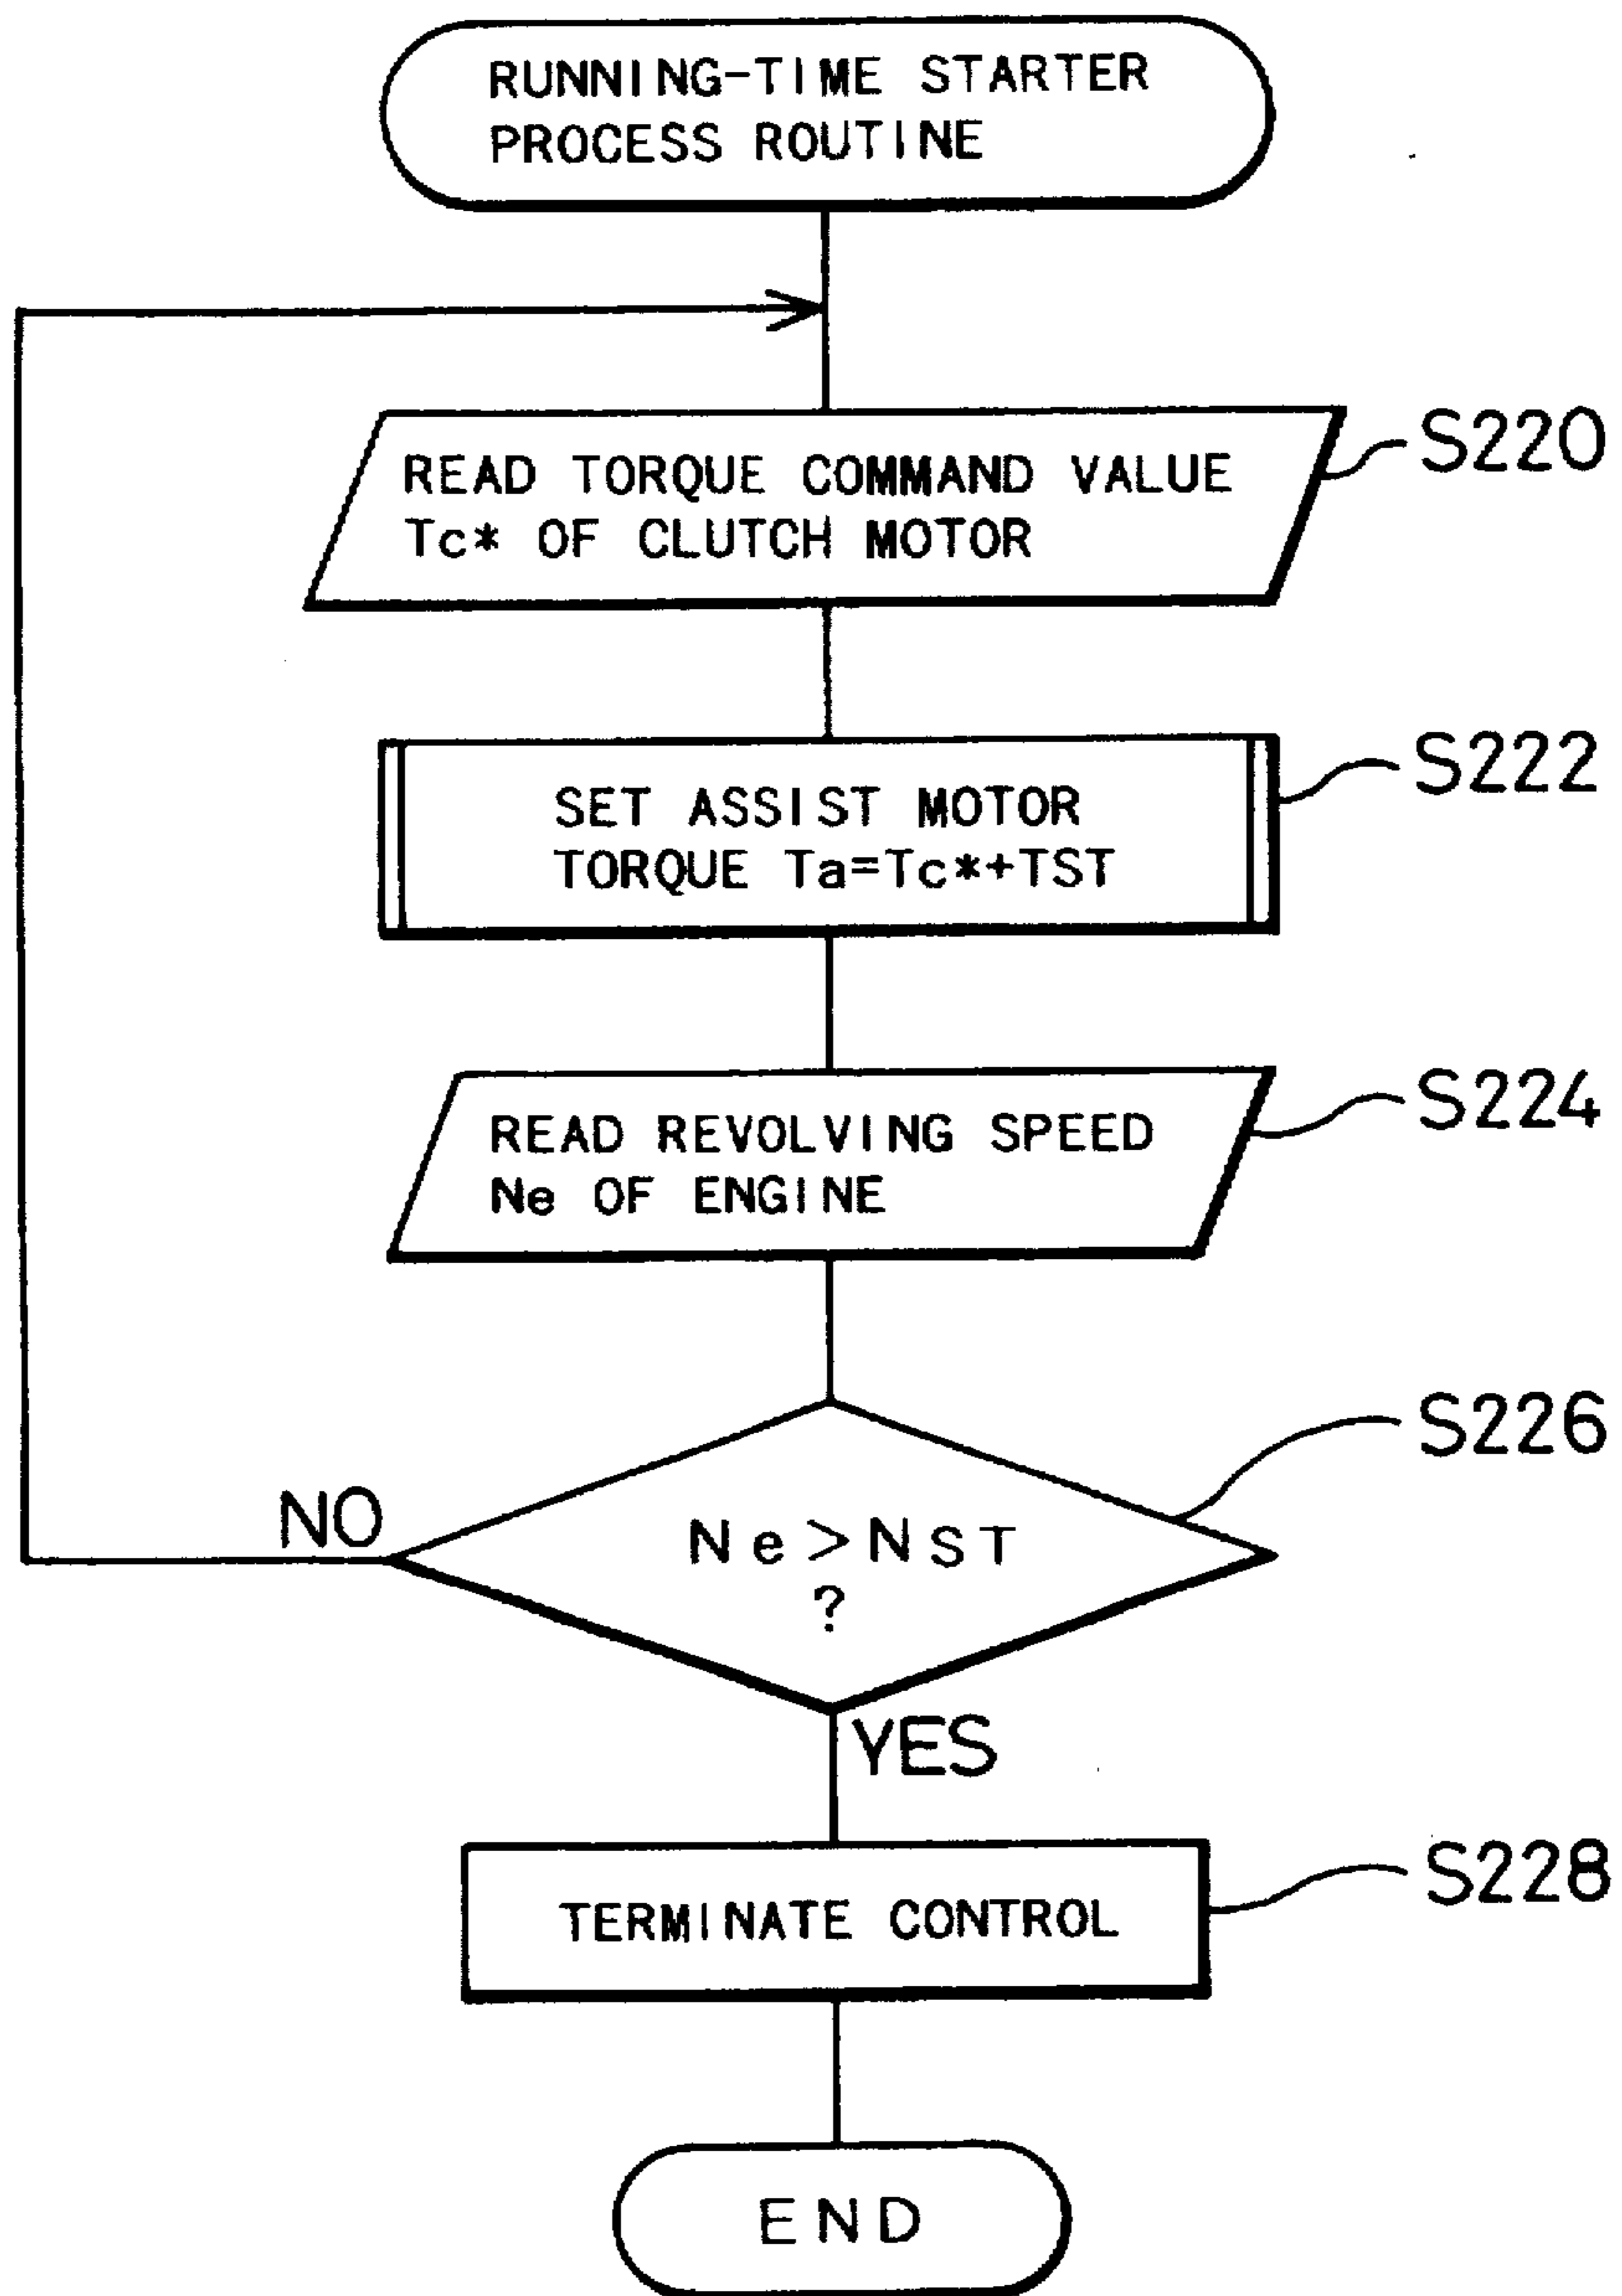 RUNNING-TIME STARTER
PROCESS ROUTINE
READ TORQUE COMMAND VALUE
Tc* OF CLUTCH MOTOR
S220
SET ASSIST MOTOR
TORQUE Ta=Tc*+TST
S222
READ REVOLVING SPEED
Ne OF ENGINE
S224
Ne>NST
?
S226
NO
YES
TERMINATE CONTROL
S228
END